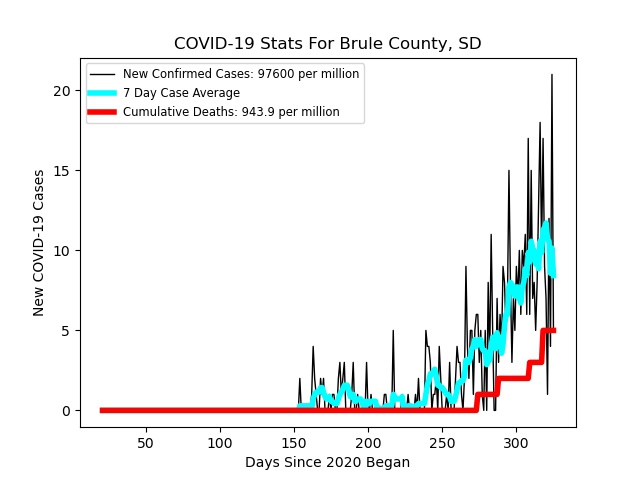 COVID-19 Stats For Brule County, SD
New Confirmed Cases: 97600 per million
7 Day Case Average
Cumulative Deaths: 943.9 per million
New COVID-19 Cases
20
15
10
5
0
50 100 150 200 250 300
Days Since 2020 Began